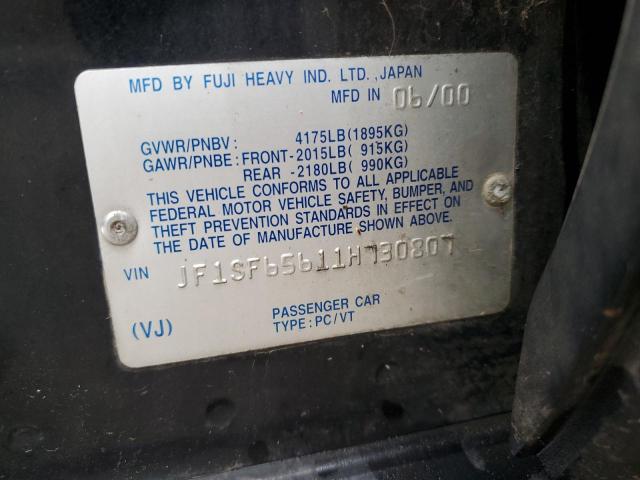 MFD BY FUJI HEAVY IND. LTD.,JAPAN
MFD IN 06/00
GVWR/PNBV: 4175LB(1895KG)
GAWR/PNBE:FRONT-2015LB( 915KG)
REAR -2180LB( 990KG)
THIS VEHICLE CONFORMS TO ALL APPLICABLE
FEDERAL MOTOR VEHICLE SAFETY, BUMPER, AND
THEFT PREVENTION STANDARDS IN EFFECT ON
THE DATE OF MANUFACTURE SHOWN ABOVE.
VIN JF1SF65611H730807
(VJ) PASSENGER CAR
TYPE:PC/VT